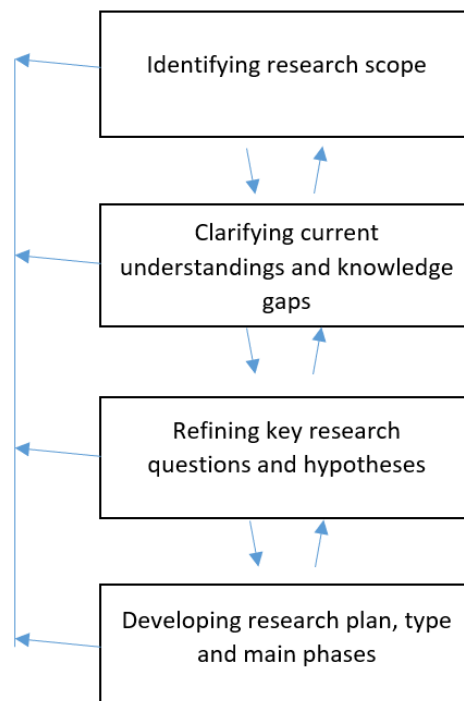 Identifying research scope
Clarifying current
understandings and knowledge
gaps
Refining key research
questions and hypotheses
Developing research plan, type
and main phases